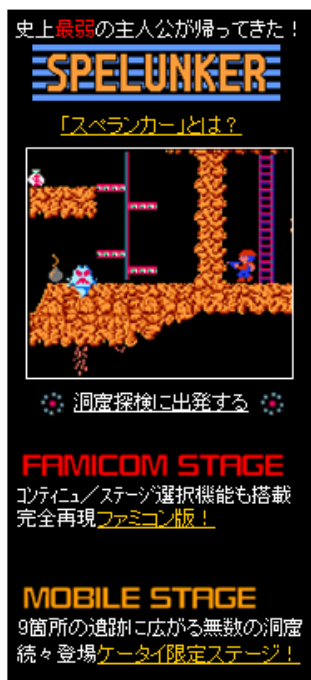 史上最弱の主人公が帰ってきた！
SPELUNKER
「スペランカー」とは？
洞窟探検に出発する
FAMICOM STAGE
コンティニュ／ステージ選択機能も搭載
完全再現ファミコン版！
MOBILE STAGE
9箇所の遺跡に広がる無数の洞窟
続々登場ケータイ限定ステージ！